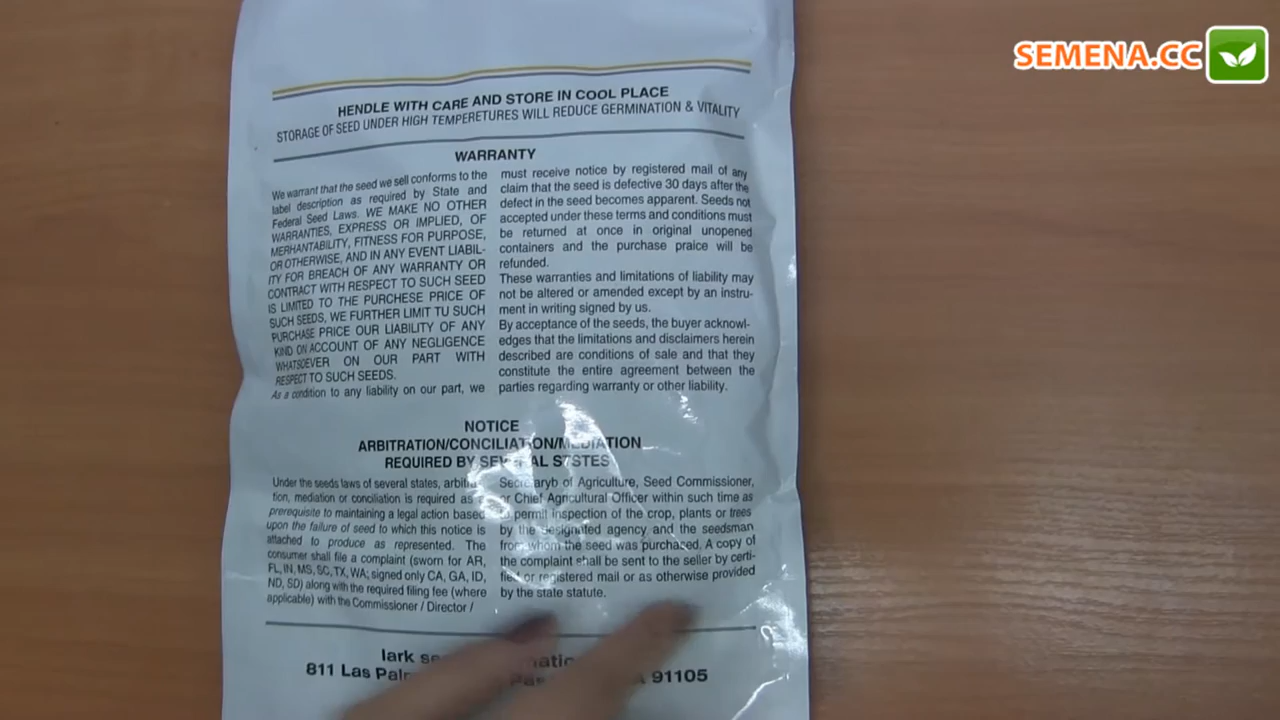 SEMENA.CC
HENDLE WITH CARE AND STORE IN COOL PLACE
STORAGE OF SEED UNDER HIGH TEMPERETURES WILL REDUCE GERMINATION & VITALITY
WARRANTY
We warrant that the seed we sell conforms to the
label description as required by State and
Federal Seed Laws. WE MAKE NO OTHER
WARRANTIES, EXPRESS OR IMPLIED, OF
MERHANTABILITY, FITNESS FOR PURPOSE,
OR OTHERWISE, AND IN ANY EVENT LIABIL-
ITY FOR BREACH OF ANY WARRANTY OR
CONTRACT WITH RESPECT TO SUCH SEED
IS LIMITED TO THE PURCHESE PRICE OF
SUCH SEEDS, WE FURTHER LIMIT TU SUCH
PURCHASE PRICE OUR LIABILITY OF ANY
KIND ON ACCOUNT OF ANY NEGLIGENCE
WHATSOEVER ON OUR PART WITH
RESPECT TO SUCH SEEDS.
As a condition to any liability on our part, we
must receive notice by registered mail of any
claim that the seed is defective 30 days after the
defect in the seed becomes apparent. Seeds not
accepted under these terms and conditions must
be returned at once in original unopened
containers and the purchase praice will be
refunded.
These warranties and limitations of liability may
not be altered or amended except by an instru-
ment in writing signed by us.
By acceptance of the seeds, the buyer acknowl-
edges that the limitations and disclaimers herein
described are conditions of sale and that they
constitute the entire agreement between the
parties regarding warranty or other liability.
NOTICE
ARBITRATION/CONCILIATION/MEDIATION
REQUIRED BY SEVERAL STSTES
Under the seeds laws of several states, arbitra-
tion, mediation or conciliation is required as a
prerequisite to maintaining a legal action based
upon the failure of seed to which this notice is
attached to produce as represented. The
consumer shall file a complaint (sworn for AR,
FL, IN, MS, SC, TX, WA; signed only CA, GA, ID,
ND, SD) along with the required filing fee (where
applicable) with the Commissioner / Director /
Secretaryb of Agriculture, Seed Commissioner,
or Chief Agricultural Officer within such time as
to permit inspection of the crop, plants or trees
by the designated agency and the seedsman
from whom the seed was purchased. A copy of
the complaint shall be sent to the seller by certi-
fied or registered mail or as otherwise provided
by the state statute.
lark
811 Las 91105